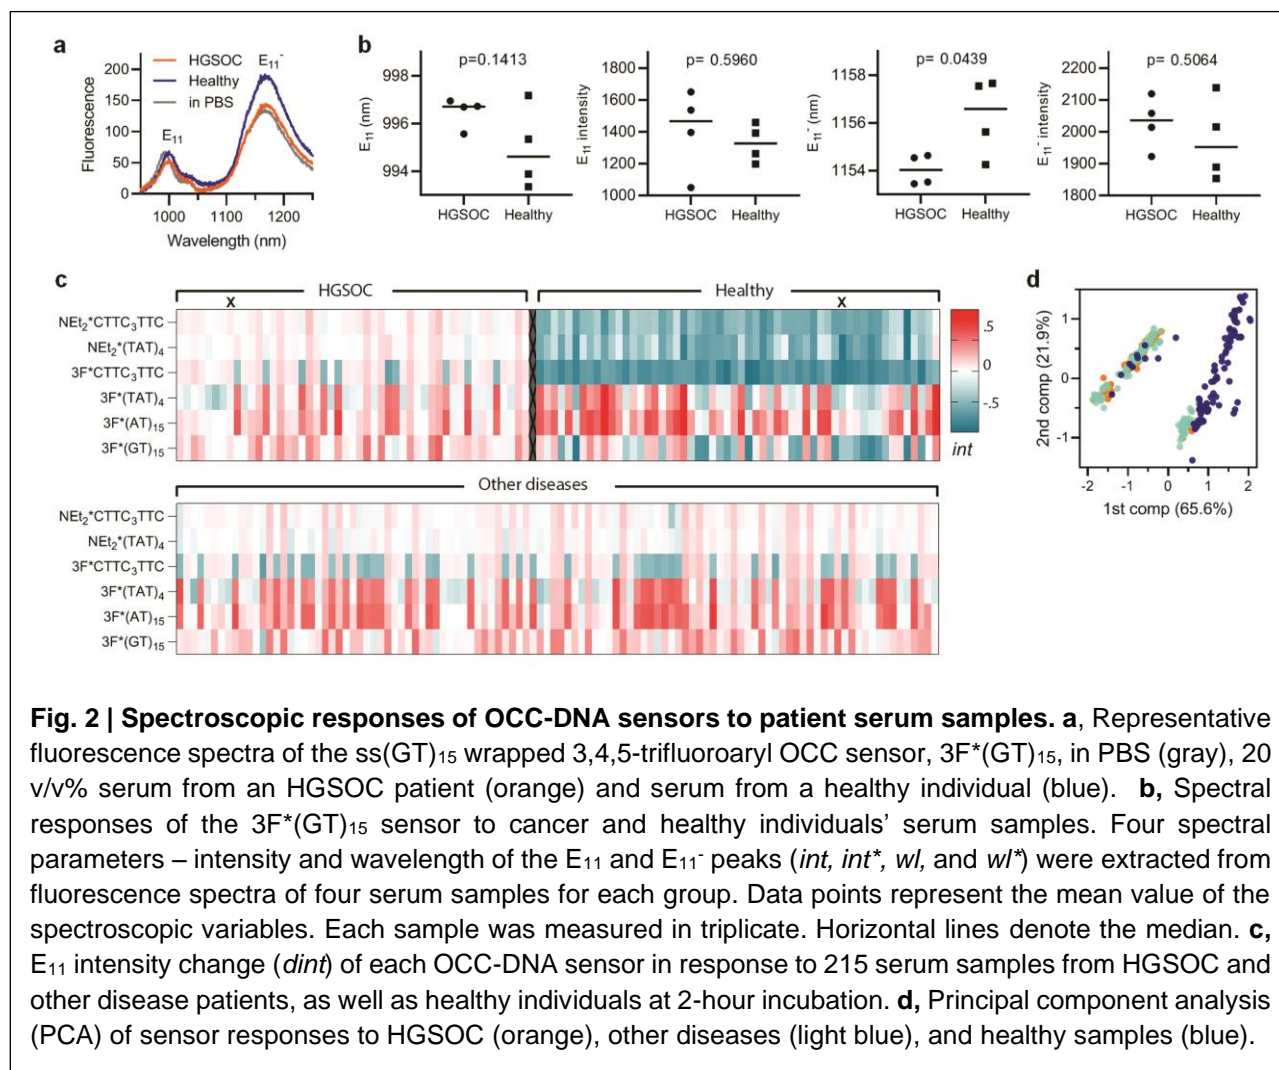 a
HGSOC
Healthy
in PBS
E11-
E11
Fluorescence
200
150
100
50
0
1000
1100
1200
Wavelength (nm)
b
p=0.1413
E11 (nm)
998
996
994
HGSOC
Healthy
p= 0.5960
E11 intensity
1800
1600
1400
1200
1000
HGSOC
Healthy
p= 0.0439
E11- (nm)
1158
1156
1154
HGSOC
Healthy
p= 0.5064
E11- intensity
2200
2100
2000
1900
1800
HGSOC
Healthy
c
HGSOC
Healthy
X
X
NEt2*CTTC3TTC
NEt2*(TAT)4
3F*CTTC3TTC
3F*(TAT)4
3F*(AT)15
3F*(GT)15
.5
0
-.5
int
Other diseases
NEt2*CTTC3TTC
NEt2*(TAT)4
3F*CTTC3TTC
3F*(TAT)4
3F*(AT)15
3F*(GT)15
d
2nd comp (21.9%)
1
0
-1
-2
-1
0
1
2
1st comp (65.6%)
Fig. 2 | Spectroscopic responses of OCC-DNA sensors to patient serum samples. a, Representative
fluorescence spectra of the ss(GT)15 wrapped 3,4,5-trifluoroaryl OCC sensor, 3F*(GT)15, in PBS (gray), 20
v/v% serum from an HGSOC patient (orange) and serum from a healthy individual (blue). b, Spectral
responses of the 3F*(GT)15 sensor to cancer and healthy individuals’ serum samples. Four spectral
parameters – intensity and wavelength of the E11 and E11- peaks (int, int*, wl, and wl*) were extracted from
fluorescence spectra of four serum samples for each group. Data points represent the mean value of the
spectroscopic variables. Each sample was measured in triplicate. Horizontal lines denote the median. c,
E11 intensity change (dint) of each OCC-DNA sensor in response to 215 serum samples from HGSOC and
other disease patients, as well as healthy individuals at 2-hour incubation. d, Principal component analysis
(PCA) of sensor responses to HGSOC (orange), other diseases (light blue), and healthy samples (blue).